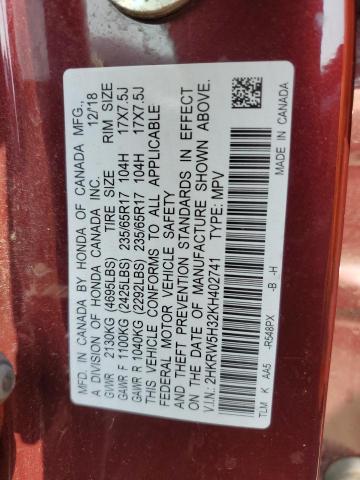 MFD. IN CANADA BY HONDA OF CANADA MFG.,
A DIVISION OF HONDA CANADA INC. 12/18
GVWR 2130KG (4695LBS) TIRE SIZE RIM SIZE
GAWR F 1100KG (2425LBS) 235/65R17 104H 17X7.5J
GAWR R 1040KG (2292LBS) 235/65R17 104H 17X7.5J
THIS VEHICLE CONFORMS TO ALL APPLICABLE
FEDERAL MOTOR VEHICLE SAFETY
AND THEFT PREVENTION STANDARDS IN EFFECT
ON THE DATE OF MANUFACTURE SHOWN ABOVE.
V.I.N.: 2HKRW5H32KH402741 TYPE: MPV
TLM K AA5 -R548PX -B -H MADE IN CANADA